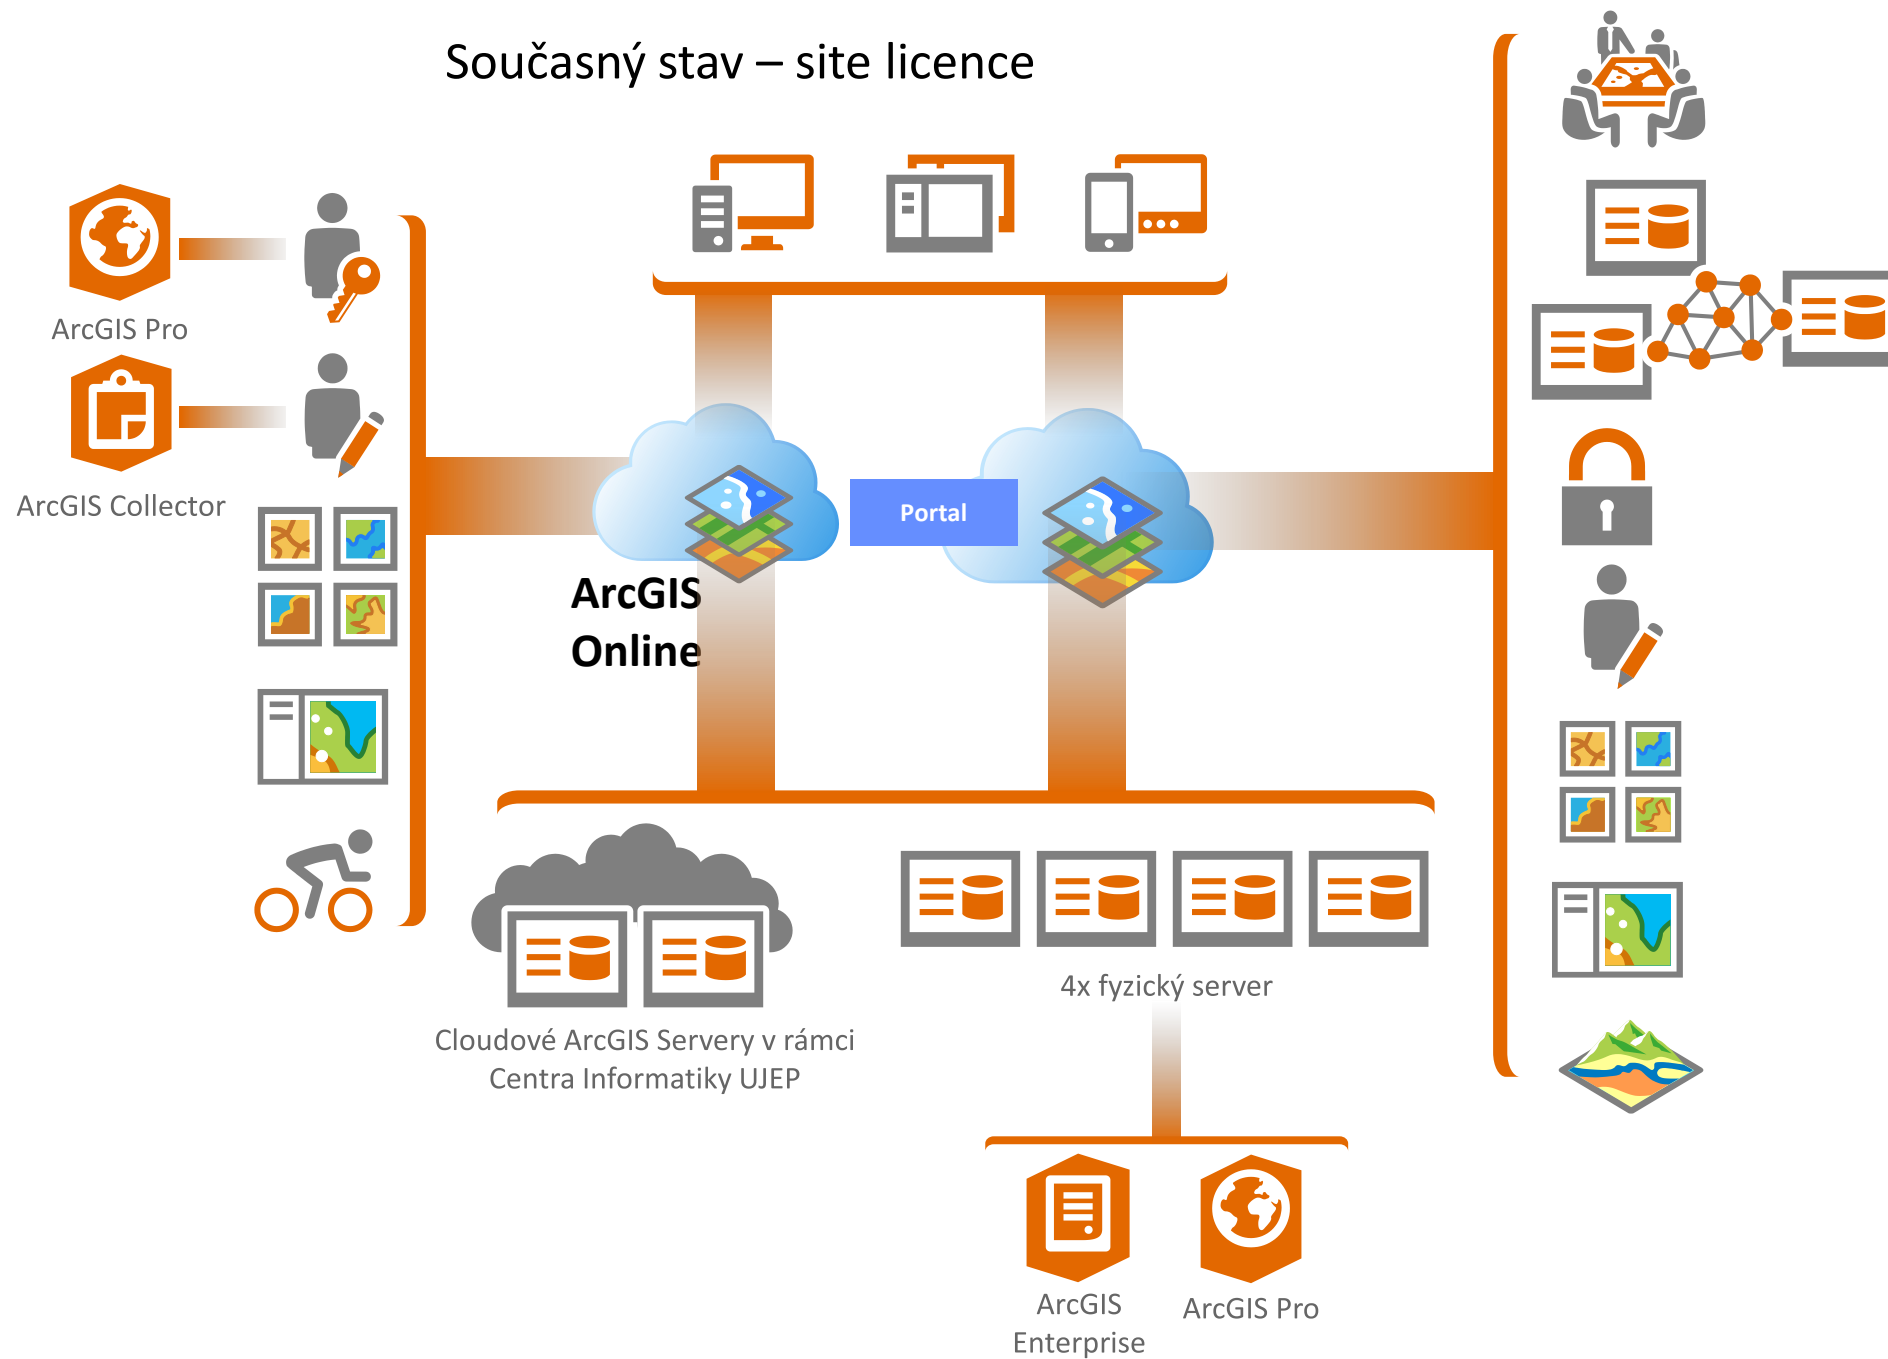 Současný stav – site licence
ArcGIS Pro
ArcGIS Collector
Portal
ArcGIS
Online
4x fyzický server
Cloudové ArcGIS Servery v rámci
Centra Informatiky UJEP
ArcGIS
Enterprise
ArcGIS Pro